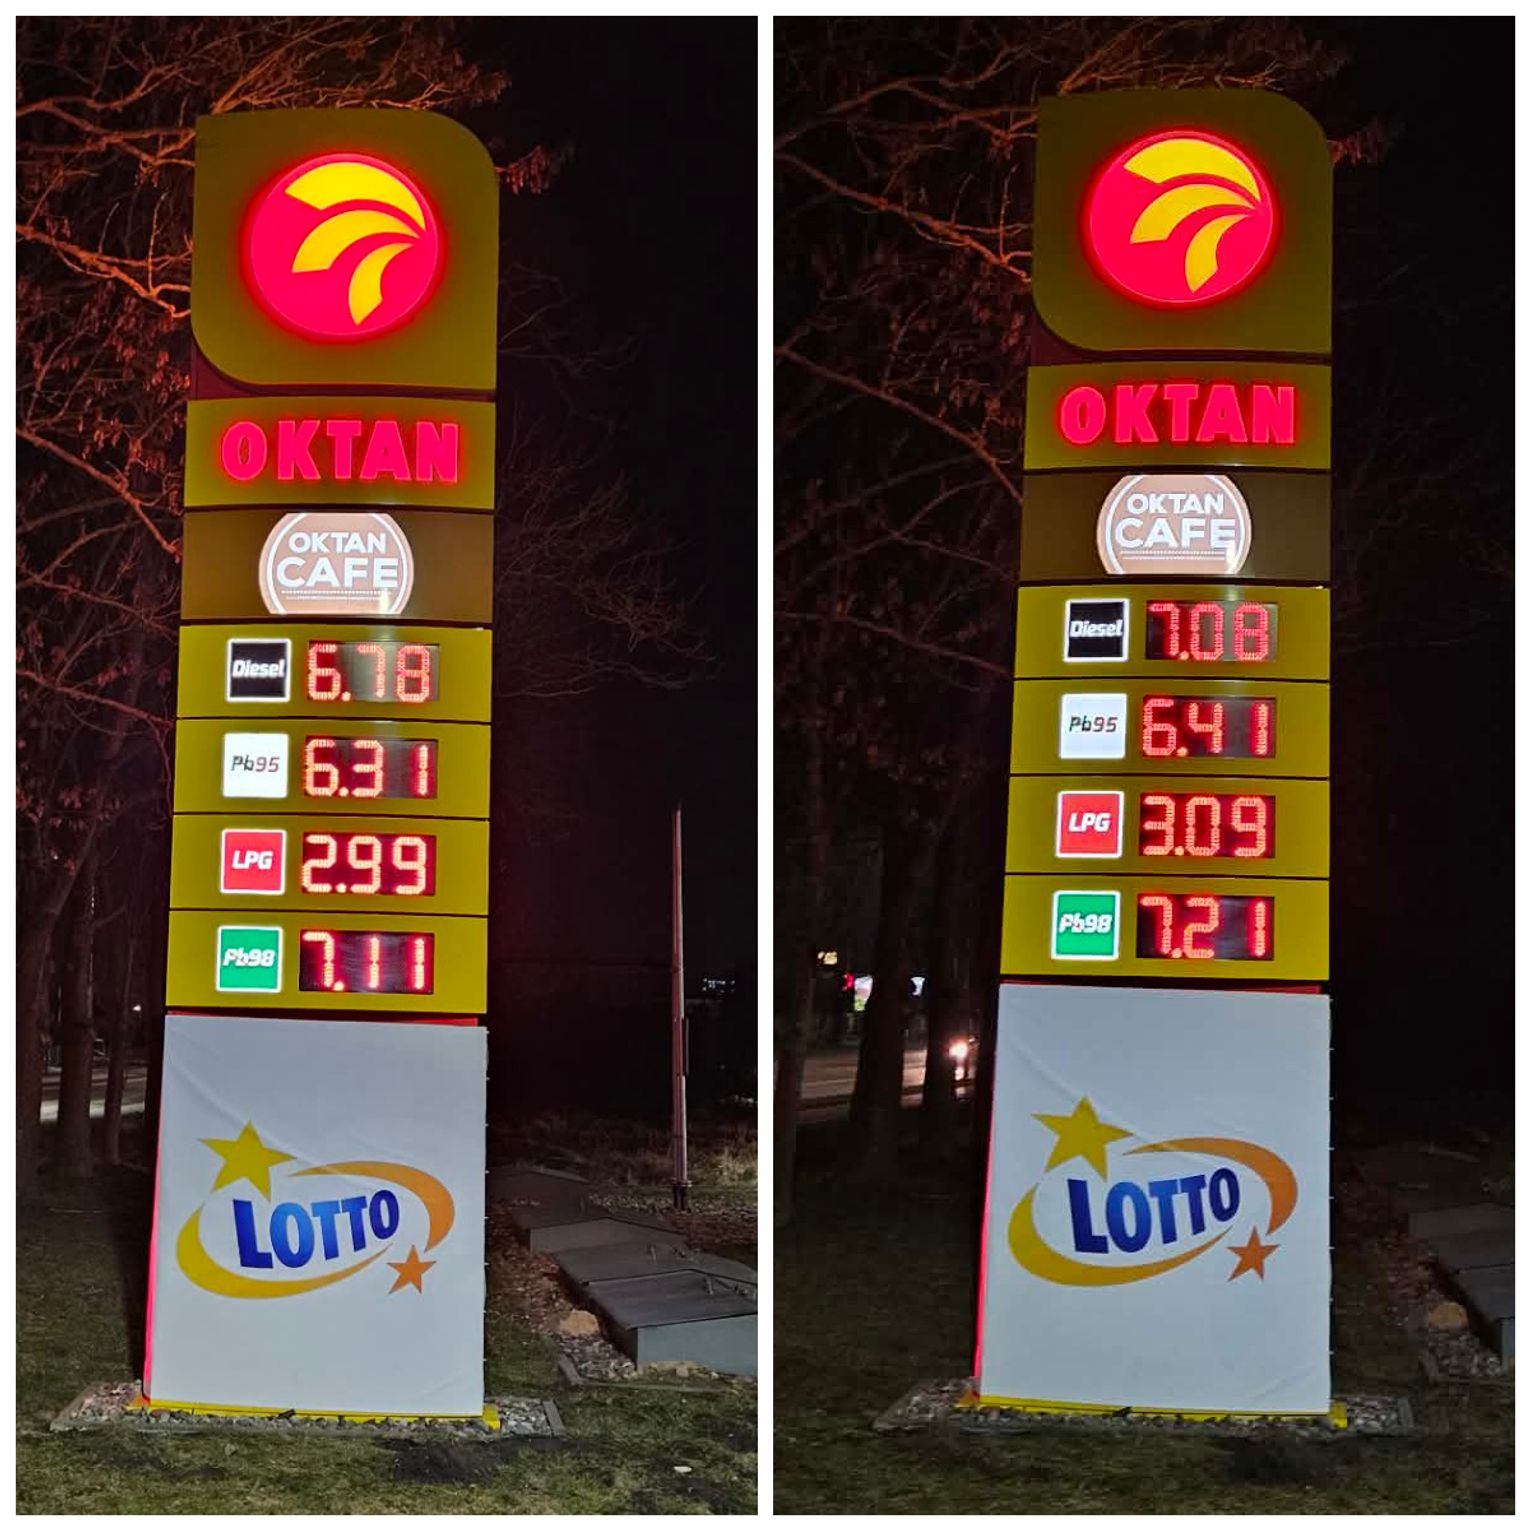 OKTAN
OKTAN
CAFE
Diesel 6.78
Pb95 6.31
LPG 2.99
Pb98 7.11
LOTTO
OKTAN
OKTAN
CAFE
Diesel 7.08
Pb95 6.41
LPG 3.09
Pb98 7.21
LOTTO